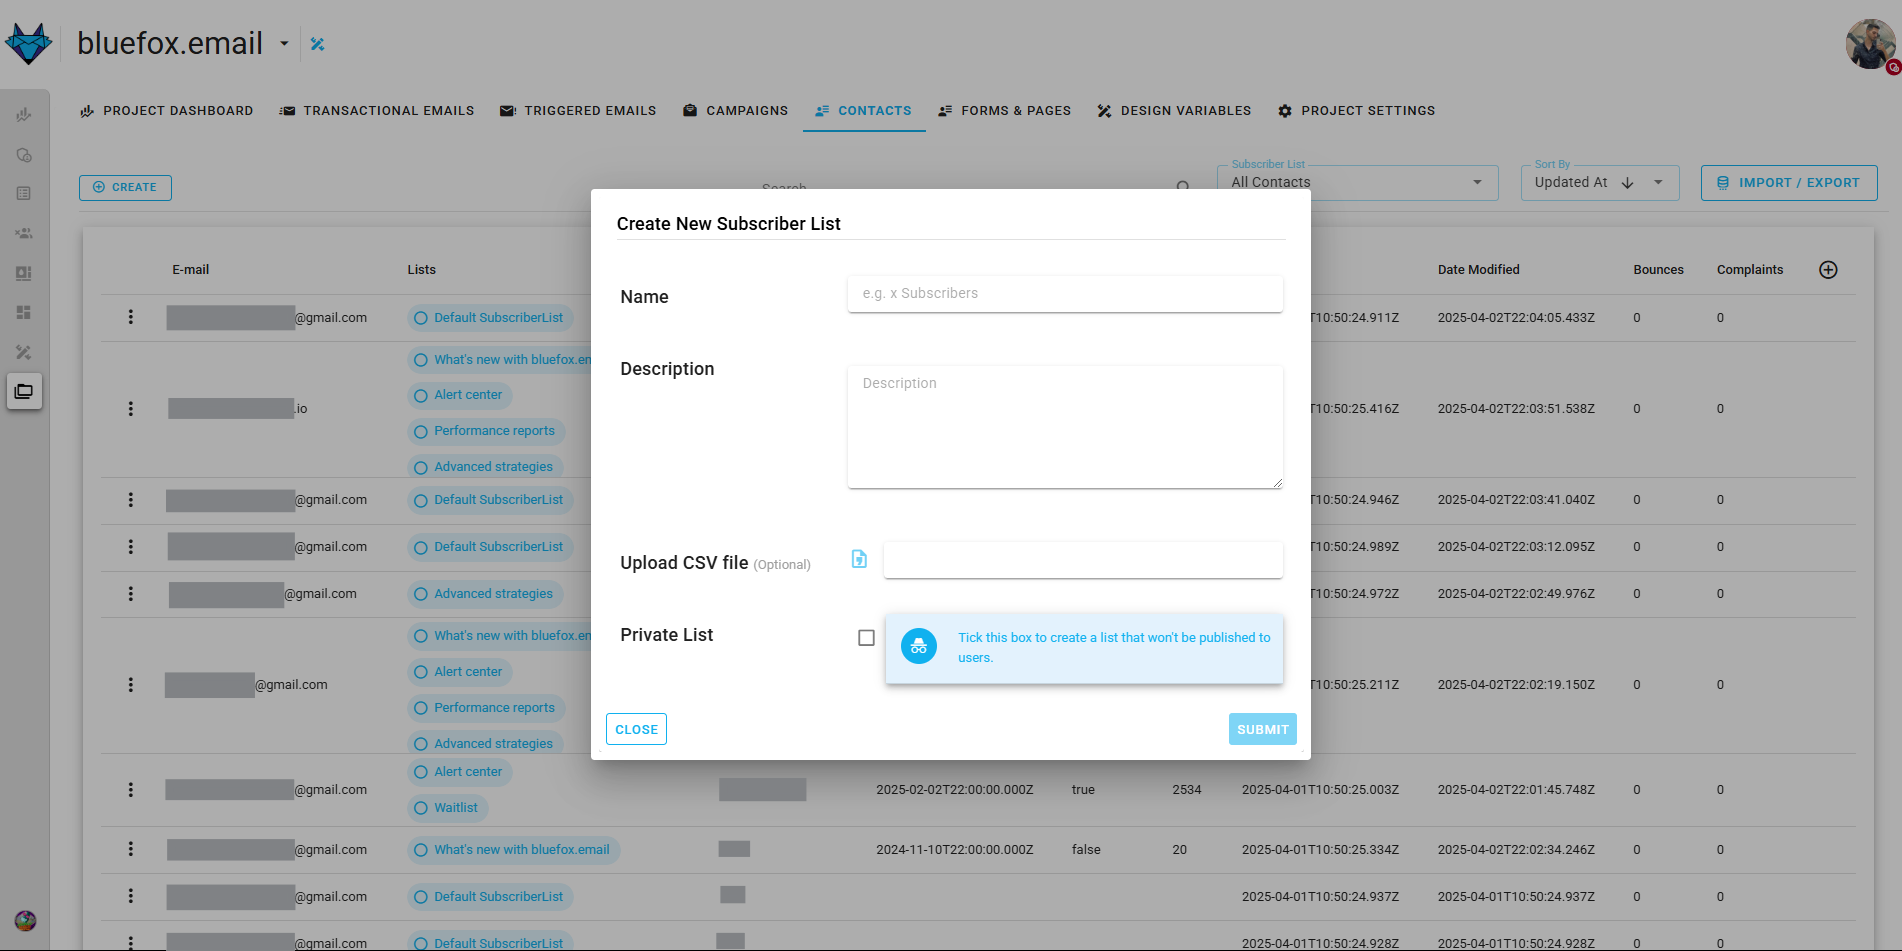 bluefox.email
PROJECT DASHBOARD
TRANSACTIONAL EMAILS
TRIGGERED EMAILS
CAMPAIGNS
CONTACTS
FORMS & PAGES
DESIGN VARIABLES
PROJECT SETTINGS
CREATE
Search
Subscriber List
All Contacts
Sort By
Updated At
IMPORT / EXPORT
Create New Subscriber List
Name
e.g. x Subscribers
Description
Description
Upload CSV file (Optional)
Private List
Tick this box to create a list that won't be published to
users.
CLOSE
SUBMIT
E-mail Lists Date Modified Bounces Complaints
@gmail.com Default SubscriberList T10:50:24.911Z 2025-04-02T22:04:05.433Z 0 0
What's new with bluefox.em
Alert center
.io T10:50:25.416Z 2025-04-02T22:03:51.538Z 0 0
Performance reports
Advanced strategies
@gmail.com Default SubscriberList T10:50:24.946Z 2025-04-02T22:03:41.040Z 0 0
@gmail.com Default SubscriberList T10:50:24.989Z 2025-04-02T22:03:12.095Z 0 0
@gmail.com Advanced strategies T10:50:24.972Z 2025-04-02T22:02:49.976Z 0 0
What's new with bluefox.em
Alert center
@gmail.com T10:50:25.211Z 2025-04-02T22:02:19.150Z 0 0
Performance reports
Advanced strategies
Alert center
@gmail.com 2025-02-02T22:00:00.000Z true 2534 2025-04-01T10:50:25.003Z 2025-04-02T22:01:45.748Z 0 0
Waitlist
@gmail.com What's new with bluefox.email 2024-11-10T22:00:00.000Z false 20 2025-04-01T10:50:25.334Z 2025-04-02T22:02:34.246Z 0 0
@gmail.com Default SubscriberList 2025-04-01T10:50:24.937Z 2025-04-01T10:50:24.937Z 0 0
@gmail.com Default SubscriberList 2025-04-01T10:50:24.928Z 2025-04-01T10:50:24.928Z 0 0